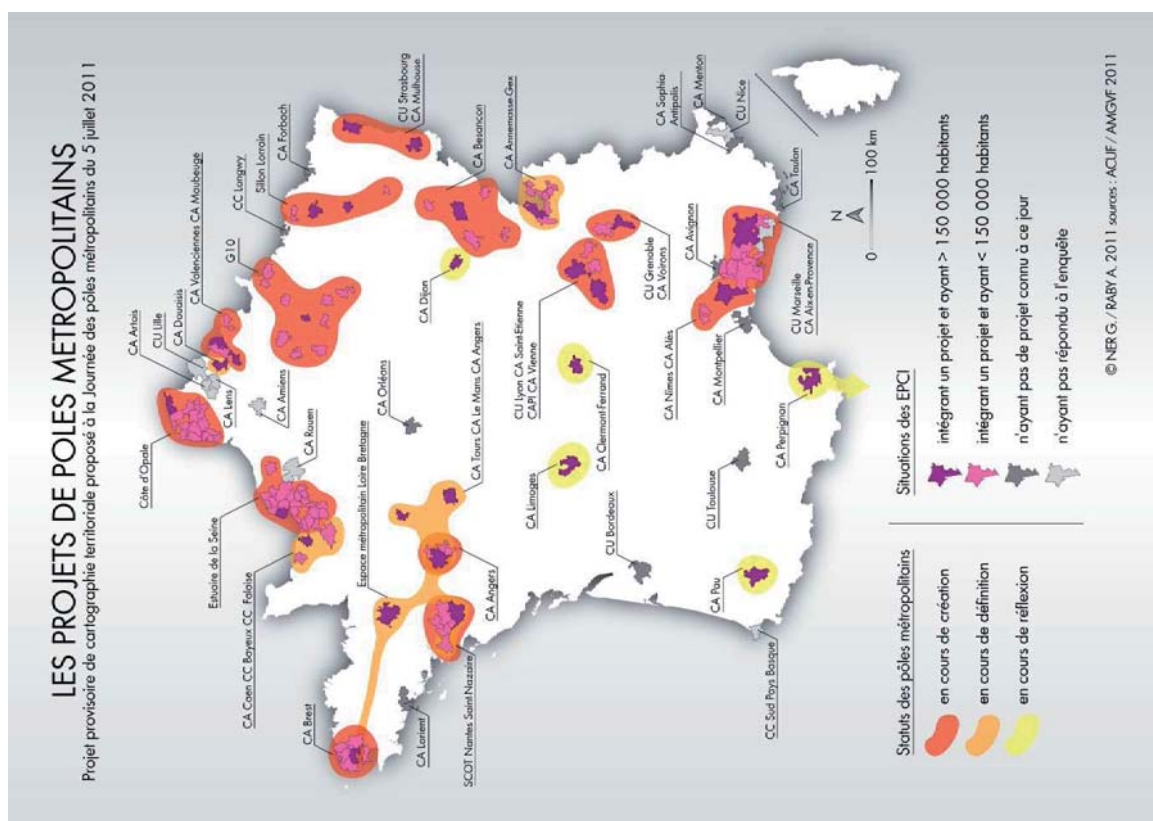 LES PROJETS DE POLES METROPOLITAINS
Projet provisoire de cartographie territoriale proposé à la Journée des pôles métropolitains du 5 juillet 2011
Côte d'Opale
CA Artois
CU Lille
CA Douaisis
CA Valenciennes CA Maubeuge
CA Lens
CA Amiens
CA Rouen
G10
CC Longwy
Sillon Lorrain
CA Forbach
CU Strasbourg
CA Mulhouse
Estuaire de la Seine
CA Caen CC Bayeux CC Falaise
Espace métropolitain Loire Bretagne
CA Brest
CA Lorient
SCOT Nantes Saint-Nazaire
CA Angers
CA Tours CA Le Mans CA Angers
CA Orléans
CA Dijon
CA Besancon
CA Annemasse-Gex
CA Limoges
CA Clermont-Ferrand
CU Lyon CA Saint-Etienne
CAPI CA Vienne
CU Grenoble
CA Voirons
CU Bordeaux
CU Toulouse
CA Pau
CC Sud Pays Basque
CA Perpignan
CA Montpellier
CA Nimes CA Alès
CA Avignon
CU Marseille
CA Aix-en-Provence
CA Toulon
CA Sophia-
Antipolis
CA Menton
CU Nice
N
0
100 km
Statuts des pôles métropolitains
en cours de création
en cours de définition
en cours de réflexion
Situations des EPCI
intégrant un projet et ayant > 150 000 habitants
intégrant un projet et ayant < 150 000 habitants
n'ayant pas de projet connu à ce jour
n'ayant pas répondu à l'enquête
© NER G. / RABY A. 2011 sources : ACUF / AMGVF 2011